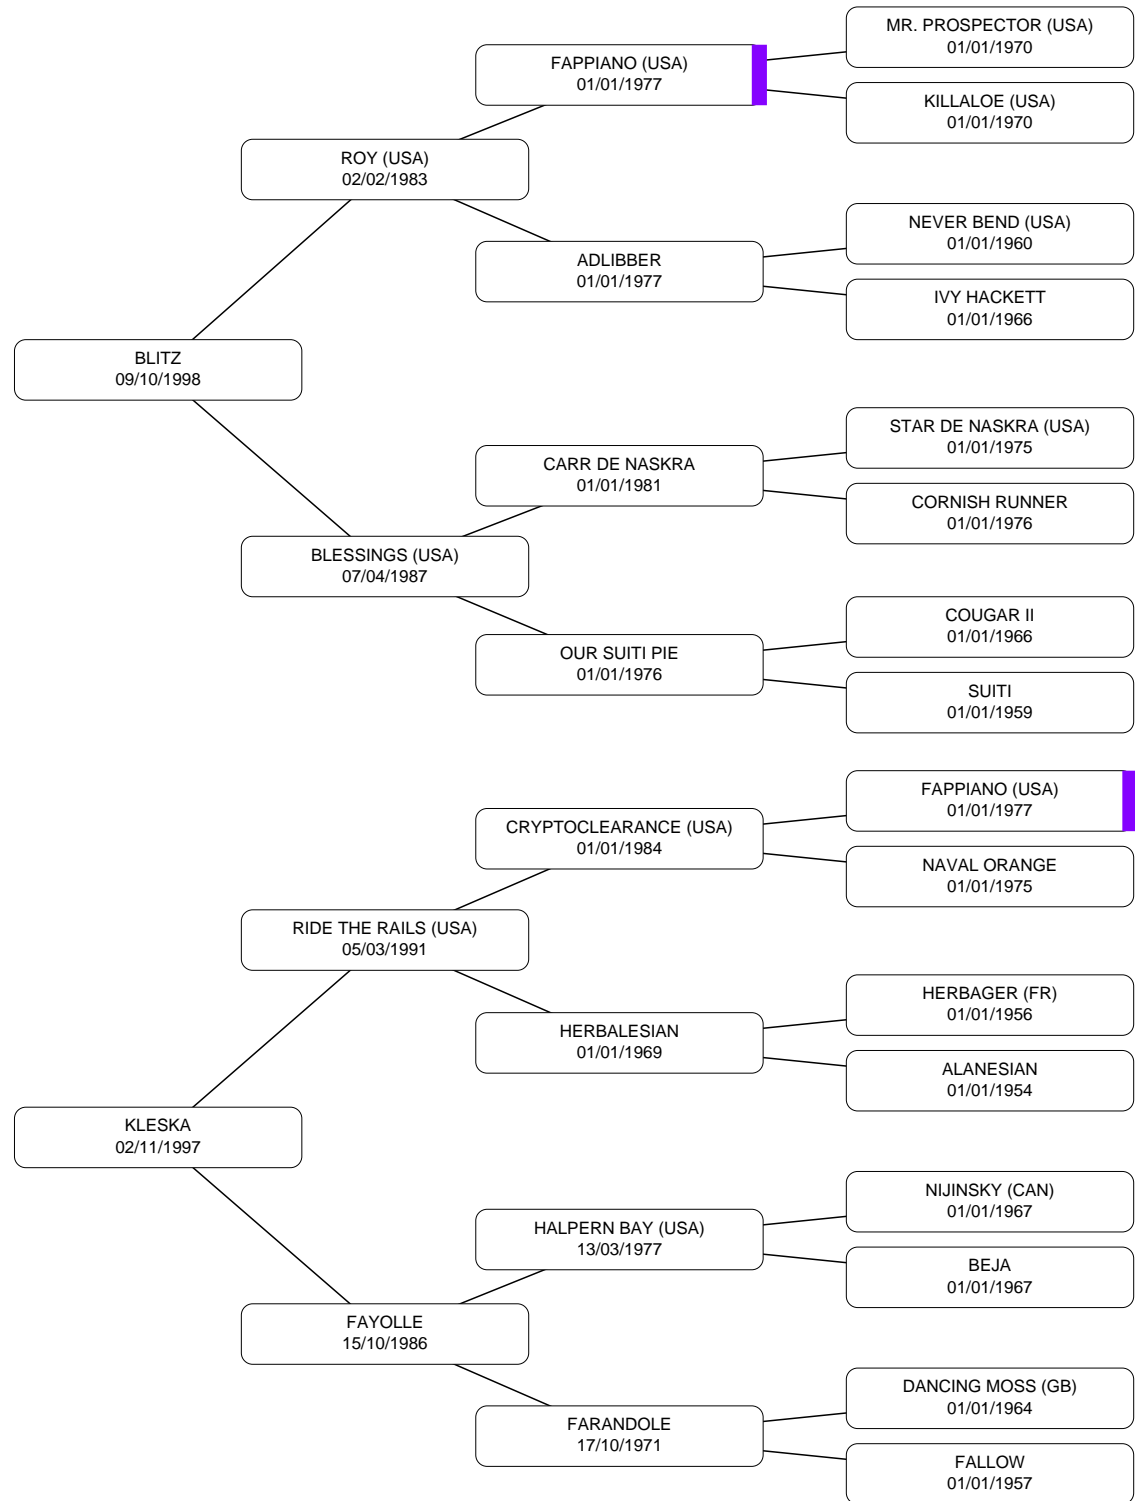 MR. PROSPECTOR (USA)
01/01/1970
FAPPIANO (USA)
01/01/1977
KILLALOE (USA)
01/01/1970
ROY (USA)
02/02/1983
NEVER BEND (USA)
01/01/1960
ADLIBBER
01/01/1977
IVY HACKETT
01/01/1966
BLITZ
09/10/1998
STAR DE NASKRA (USA)
01/01/1975
CARR DE NASKRA
01/01/1981
CORNISH RUNNER
01/01/1976
BLESSINGS (USA)
07/04/1987
COUGAR II
01/01/1966
OUR SUITI PIE
01/01/1976
SUITI
01/01/1959
FAPPIANO (USA)
01/01/1977
CRYPTOCLEARANCE (USA)
01/01/1984
NAVAL ORANGE
01/01/1975
RIDE THE RAILS (USA)
05/03/1991
HERBAGER (FR)
01/01/1956
HERBALESIAN
01/01/1969
ALANESIAN
01/01/1954
KLESKA
02/11/1997
NIJINSKY (CAN)
01/01/1967
HALPERN BAY (USA)
13/03/1977
BEJA
01/01/1967
FAYOLLE
15/10/1986
DANCING MOSS (GB)
01/01/1964
FARANDOLE
17/10/1971
FALLOW
01/01/1957